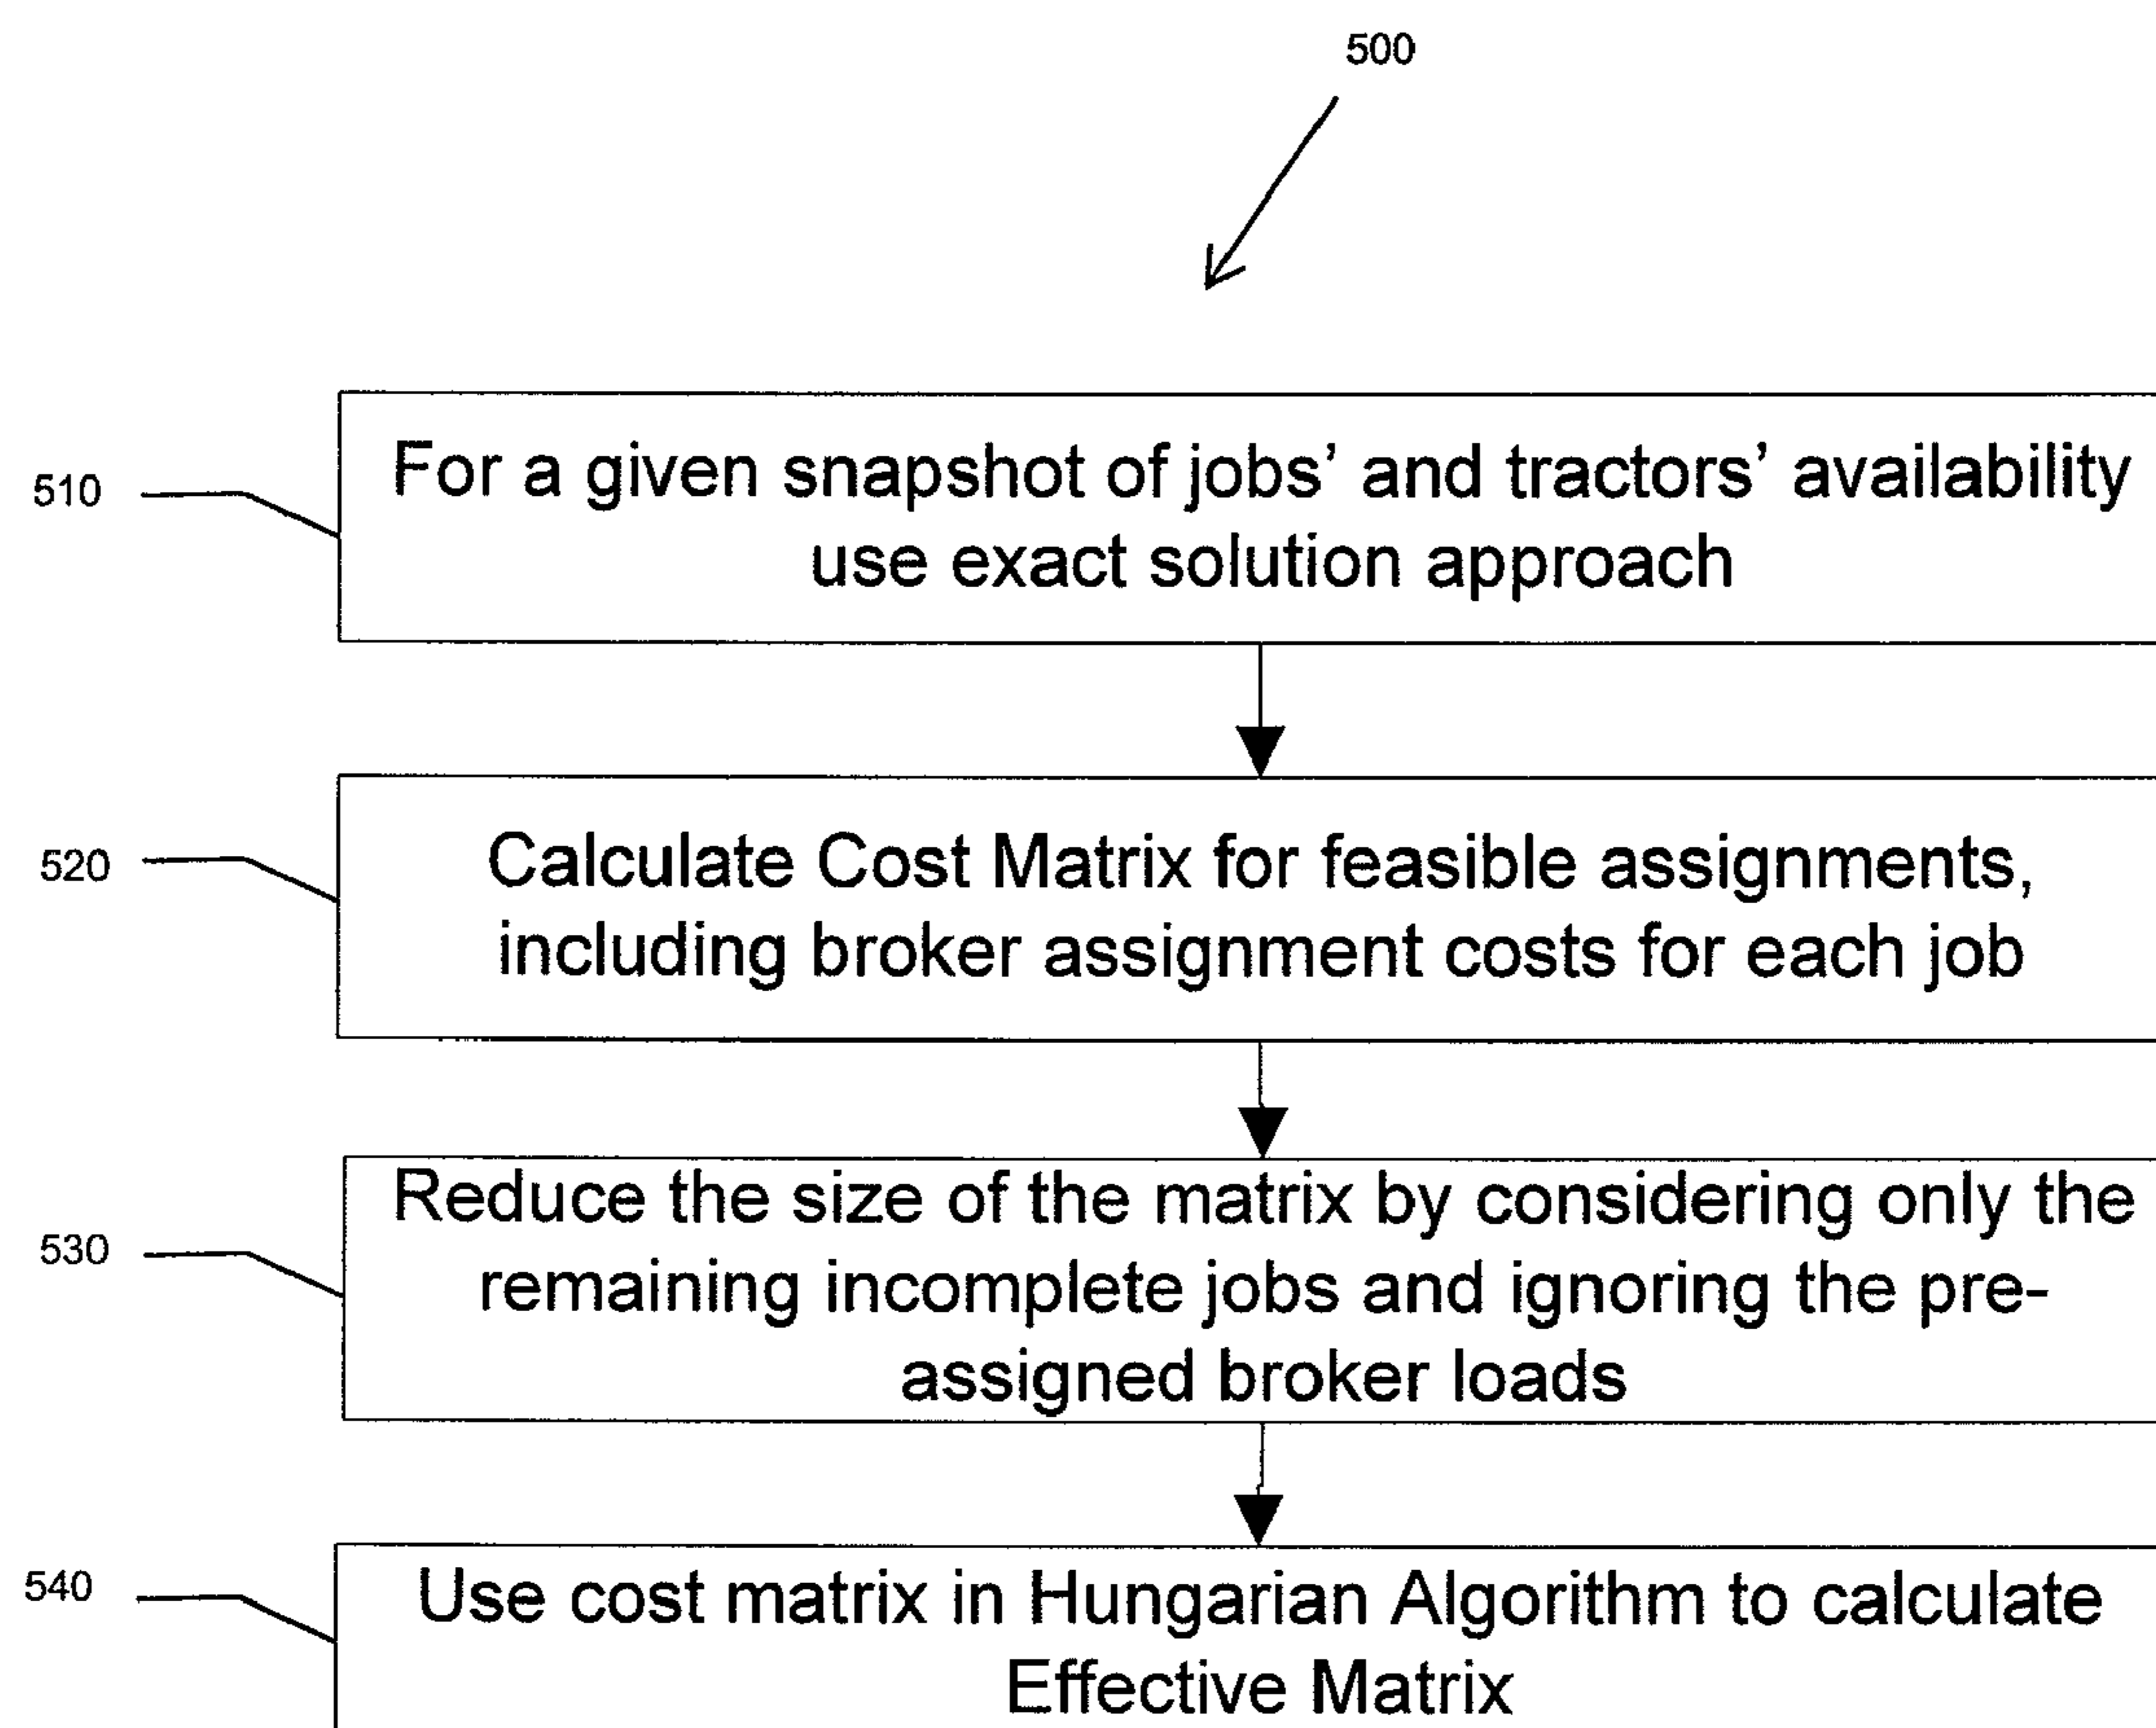 500
510
For a given snapshot of jobs’ and tractors’ availability
use exact solution approach
520
Calculate Cost Matrix for feasible assignments,
including broker assignment costs for each job
530
Reduce the size of the matrix by considering only the
remaining incomplete jobs and ignoring the pre-
assigned broker loads
540
Use cost matrix in Hungarian Algorithm to calculate
Effective Matrix